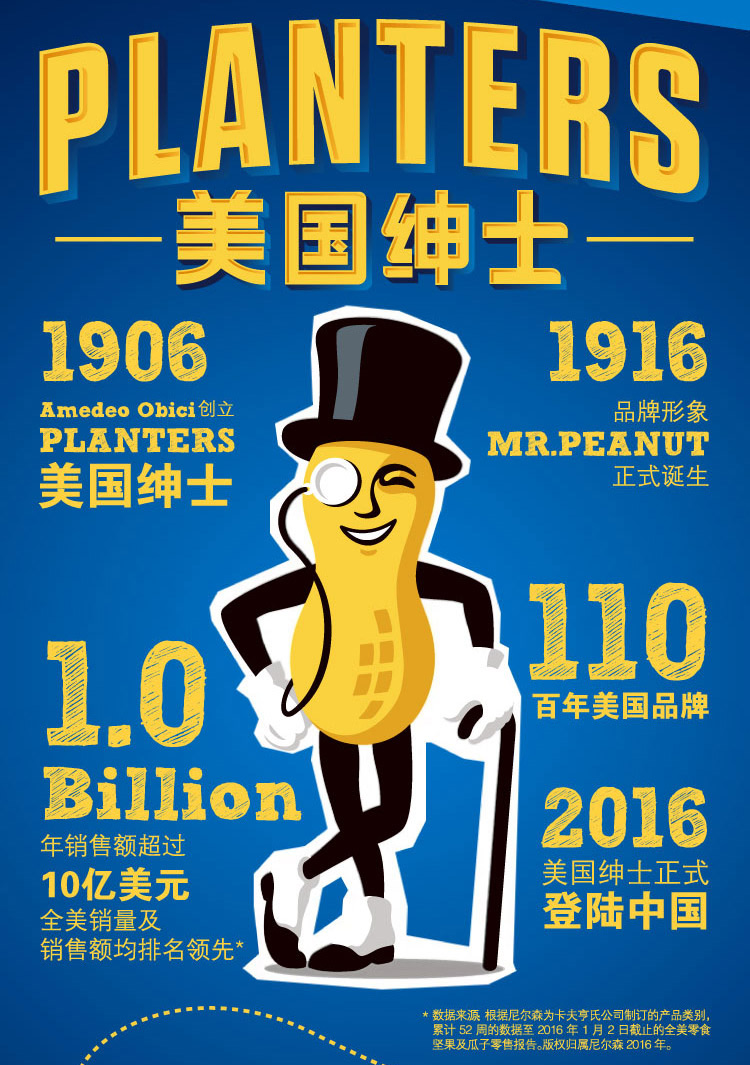 PLANTERS
美国绅士
1906
Amedeo Obici创立
PLANTERS
美国绅士
1916
品牌形象
MR.PEANUT
正式诞生
1.0
Billion
年销售额超过
10亿美元
全美销量及
销售额均排名领先*
110
百年美国品牌
2016
美国绅士正式
登陆中国
* 数据来源: 根据尼尔森为卡夫亨氏公司制订的产品类别,
累计 52 周的数据至 2016 年 1 月 2 日截止的全美零食
坚果及瓜子零售报告。版权归属尼尔森 2016 年。